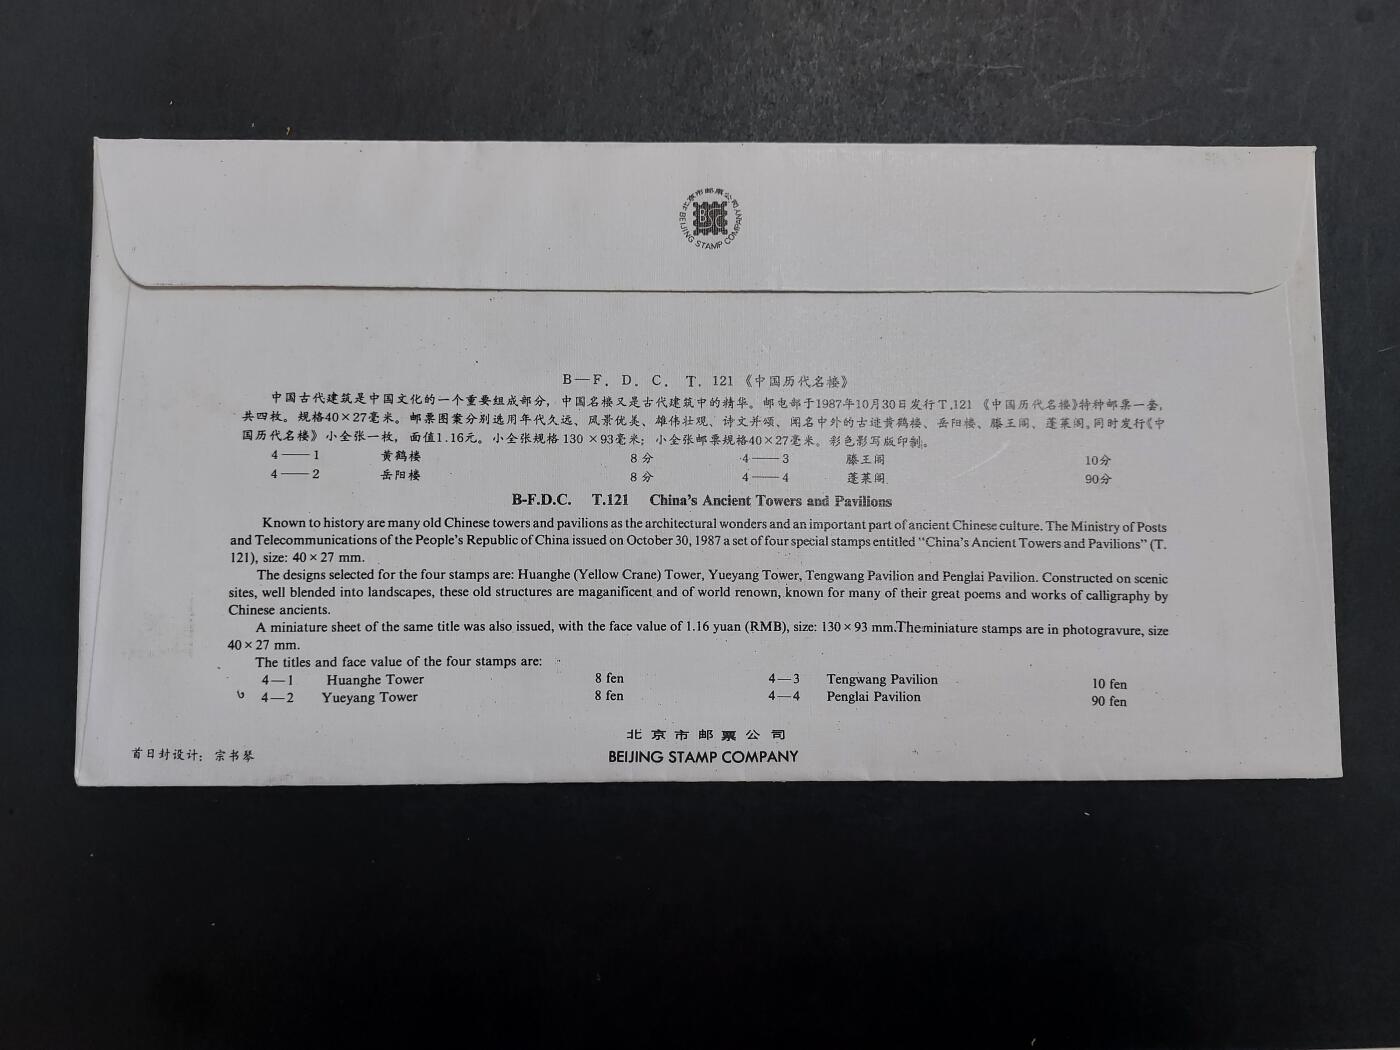 北京市邮票公司
BSC
BEIJING STAMP COMPANY
B—F. D. C. T. 121 《中国历代名楼》
中国古代建筑是中国文化的一个重要组成部分，中国名楼又是古代建筑中的精华。邮电部于1987年10月30日发行T.121《中国历代名楼》特种邮票一套，
共四枚。规格40×27毫米。邮票图案分别选用年代久远、风景优美、雄伟壮观、诗文并颂、闻名中外的古迹黄鹤楼、岳阳楼、滕王阁、蓬莱阁。同时发行《中
国历代名楼》小全张一枚，面值1.16元。小全张规格 130×93毫米；小全张邮票规格40×27毫米。彩色影写版印制。
4——1 黄鹤楼 8分 4——3 滕王阁 10分
4——2 岳阳楼 8分 4——4 蓬莱阁 90分
B-F.D.C. T.121 China's Ancient Towers and Pavilions
Known to history are many old Chinese towers and pavilions as the architectural wonders and an important part of ancient Chinese culture. The Ministry of Posts
and Telecommunications of the People's Republic of China issued on October 30, 1987 a set of four special stamps entitled "China's Ancient Towers and Pavilions" (T.
121), size: 40×27 mm.
The designs selected for the four stamps are: Huanghe (Yellow Crane) Tower, Yueyang Tower, Tengwang Pavilion and Penglai Pavilion. Constructed on scenic
sites, well blended into landscapes, these old structures are maganificent and of world renown, known for many of their great poems and works of calligraphy by
Chinese ancients.
A miniature sheet of the same title was also issued, with the face value of 1.16 yuan (RMB), size: 130×93 mm.The miniature stamps are in photogravure, size
40×27 mm.
The titles and face value of the four stamps are:
4—1 Huanghe Tower 8 fen 4—3 Tengwang Pavilion 10 fen
4—2 Yueyang Tower 8 fen 4—4 Penglai Pavilion 90 fen
北京市邮票公司
首日封设计：宗书琴
BEIJING STAMP COMPANY